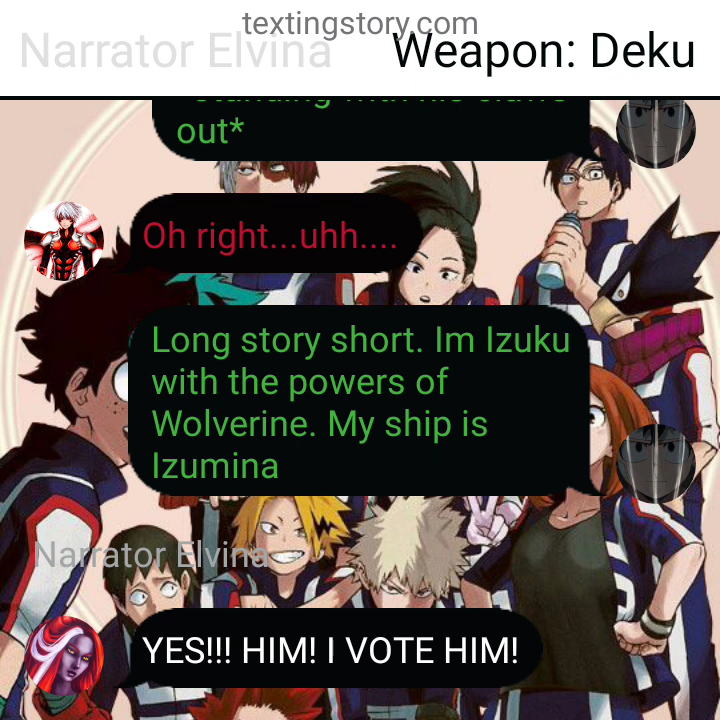 textingstory.com
Narrator Elvina
Weapon: Deku
out*
Oh right...uhh....
Long story short. Im Izuku
with the powers of
Wolverine. My ship is
Izumina
Narrator Elvina
YES!!! HIM! I VOTE HIM!